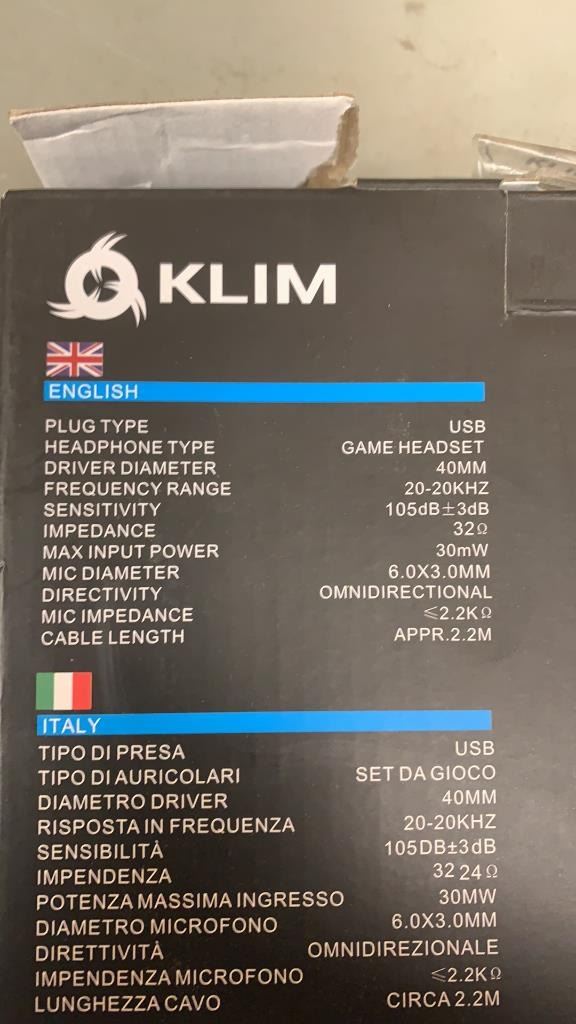 KLIM
ENGLISH
PLUG TYPE USB
HEADPHONE TYPE GAME HEADSET
DRIVER DIAMETER 40MM
FREQUENCY RANGE 20-20KHZ
SENSITIVITY 105dB±3dB
IMPEDANCE 32Ω
MAX INPUT POWER 30mW
MIC DIAMETER 6.0X3.0MM
DIRECTIVITY OMNIDIRECTIONAL
MIC IMPEDANCE ⩽2.2KΩ
CABLE LENGTH APPR.2.2M
ITALY
TIPO DI PRESA USB
TIPO DI AURICOLARI SET DA GIOCO
DIAMETRO DRIVER 40MM
RISPOSTA IN FREQUENZA 20-20KHZ
SENSIBILITÀ 105DB±3dB
IMPENDENZA 32 24 Ω
POTENZA MASSIMA INGRESSO 30MW
DIAMETRO MICROFONO 6.0X3.0MM
DIRETTIVITÀ OMNIDIREZIONALE
IMPENDENZA MICROFONO ⩽2.2KΩ
LUNGHEZZA CAVO CIRCA 2.2M